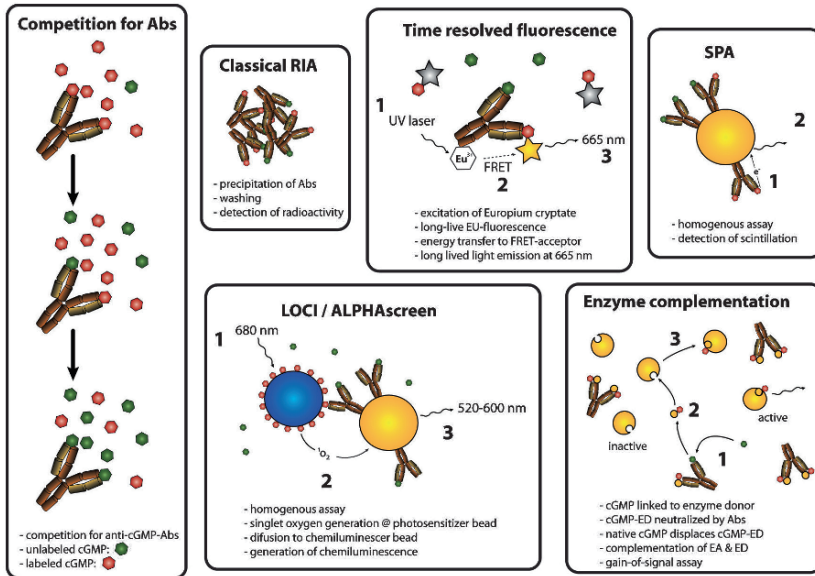 Competition for Abs
- competition for anti-cGMP-Abs
- unlabeled cGMP:
- labeled cGMP:
Classical RIA
- precipitation of Abs
- washing
- detection of radioactivity
Time resolved fluorescence
1
UV laser
Eu3+
FRET
2
665 nm
3
- excitation of Europium cryptate
- long-live EU-fluorescence
- energy transfer to FRET-acceptor
- long lived light emission at 665 nm
SPA
2
e-
1
- homogenous assay
- detection of scintillation
LOCI / ALPHAscreen
1
680 nm
520-600 nm
3
1O2
2
- homogenous assay
- singlet oxygen generation @ photosensitizer bead
- difusion to chemiluminescer bead
- generation of chemiluminescence
Enzyme complementation
3
2
active
inactive
1
- cGMP linked to enzyme donor
- cGMP-ED neutralized by Abs
- native cGMP displaces cGMP-ED
- complementation of EA & ED
- gain-of-signal assay